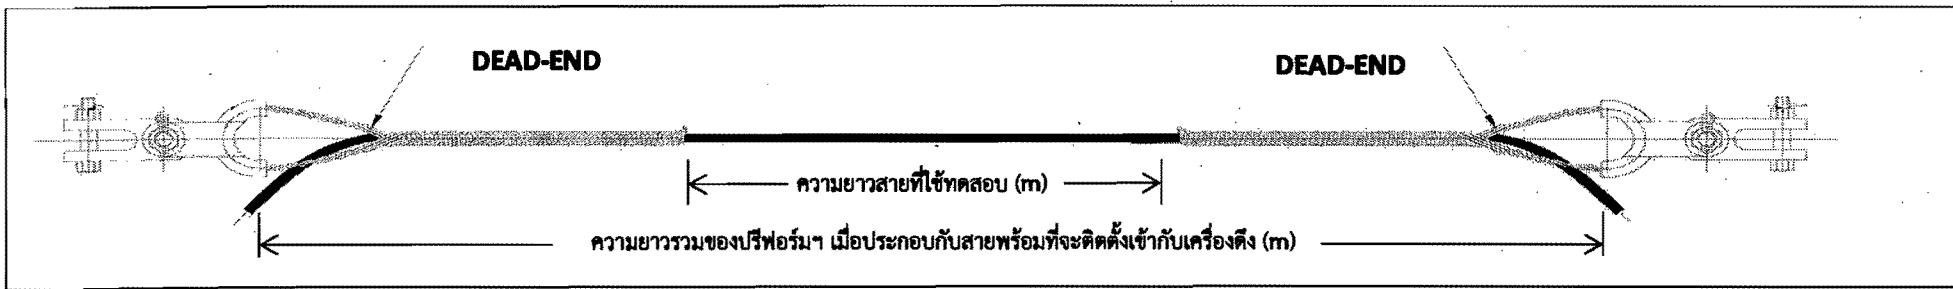 DEAD-END
DEAD-END
ความยาวสายที่ใช้ทดสอบ (m)
ความยาวรวมของปรีฟอร์มฯ เมื่อประกอบกับสายพร้อมที่จะติดตั้งเข้ากับเครื่องดึง (m)